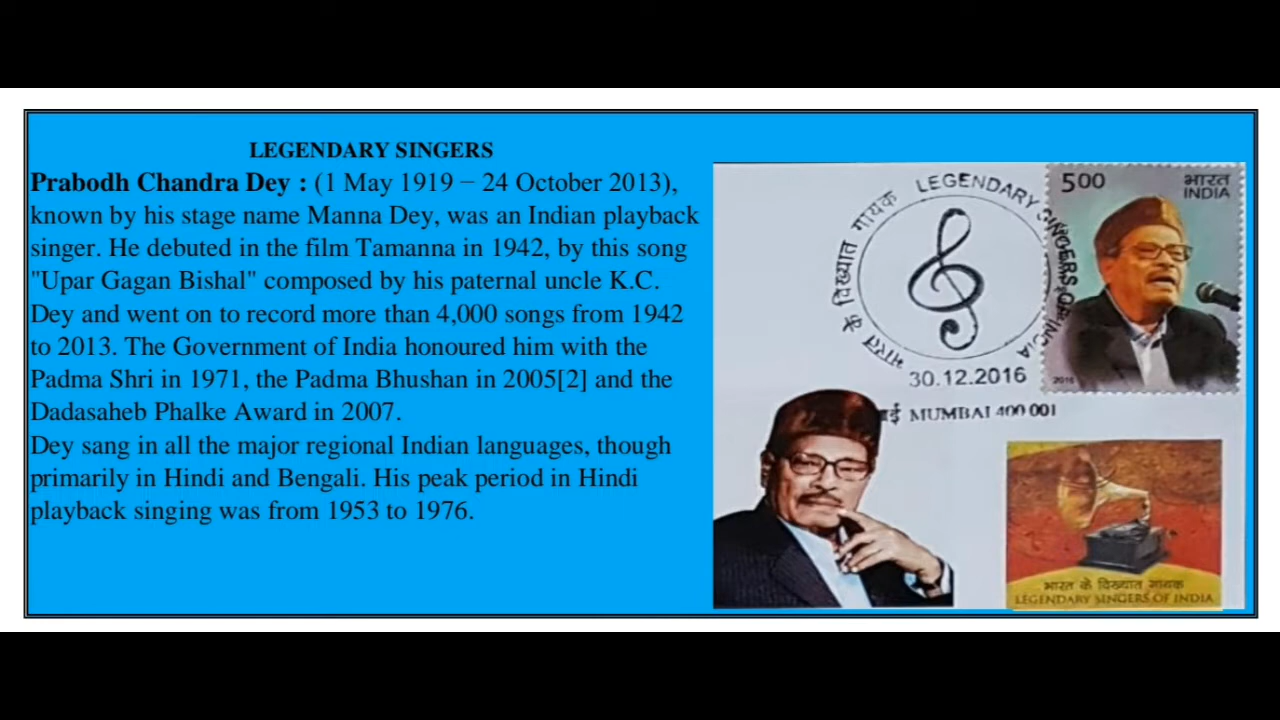 LEGENDARY SINGERS
Prabodh Chandra Dey : (1 May 1919 – 24 October 2013),
known by his stage name Manna Dey, was an Indian playback
singer. He debuted in the film Tamanna in 1942, by this song
"Upar Gagan Bishal" composed by his paternal uncle K.C.
Dey and went on to record more than 4,000 songs from 1942
to 2013. The Government of India honoured him with the
Padma Shri in 1971, the Padma Bhushan in 2005[2] and the
Dadasaheb Phalke Award in 2007.
Dey sang in all the major regional Indian languages, though
primarily in Hindi and Bengali. His peak period in Hindi
playback singing was from 1953 to 1976.
भारत के विख्यात गायक
LEGENDARY SINGERS OF INDIA
30.12.2016
MUMBAI 400 001
500
भारत
INDIA
2016
भारत के विख्यात गायक
LEGENDARY SINGERS OF INDIA